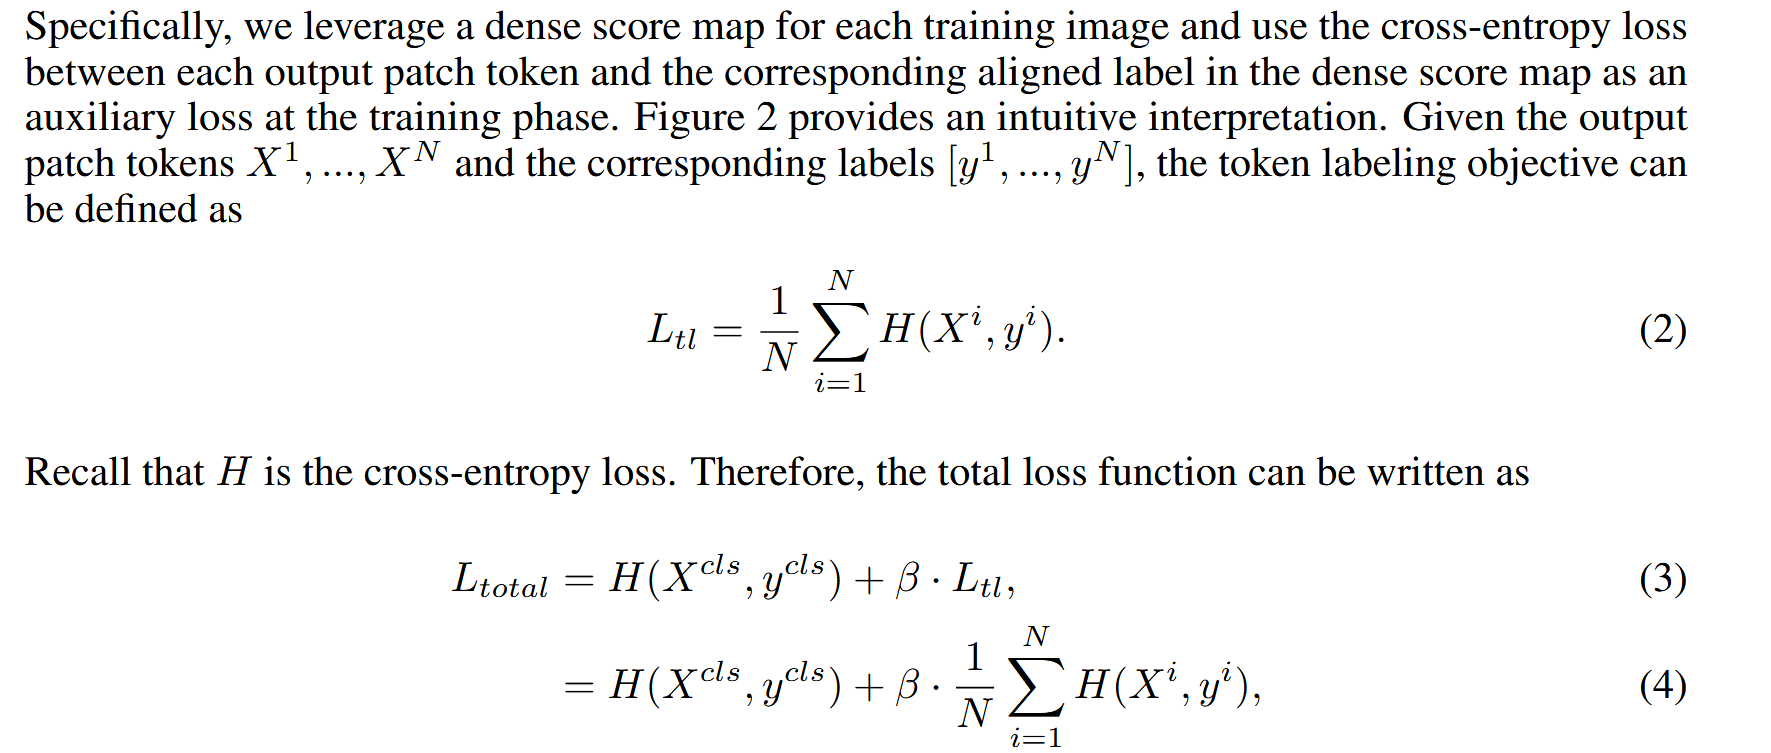 Specifically, we leverage a dense score map for each training image and use the cross-entropy loss
between each output patch token and the corresponding aligned label in the dense score map as an
auxiliary loss at the training phase. Figure 2 provides an intuitive interpretation. Given the output
patch tokens $X^1, ..., X^N$ and the corresponding labels $[y^1, ..., y^N]$, the token labeling objective can
be defined as
$L_{tl} = \frac{1}{N} \sum_{i=1}^{N} H(X^i, y^i).$ (2)
Recall that $H$ is the cross-entropy loss. Therefore, the total loss function can be written as
$L_{total} = H(X^{cls}, y^{cls}) + \beta \cdot L_{tl},$ (3)
$= H(X^{cls}, y^{cls}) + \beta \cdot \frac{1}{N} \sum_{i=1}^{N} H(X^i, y^i),$ (4)